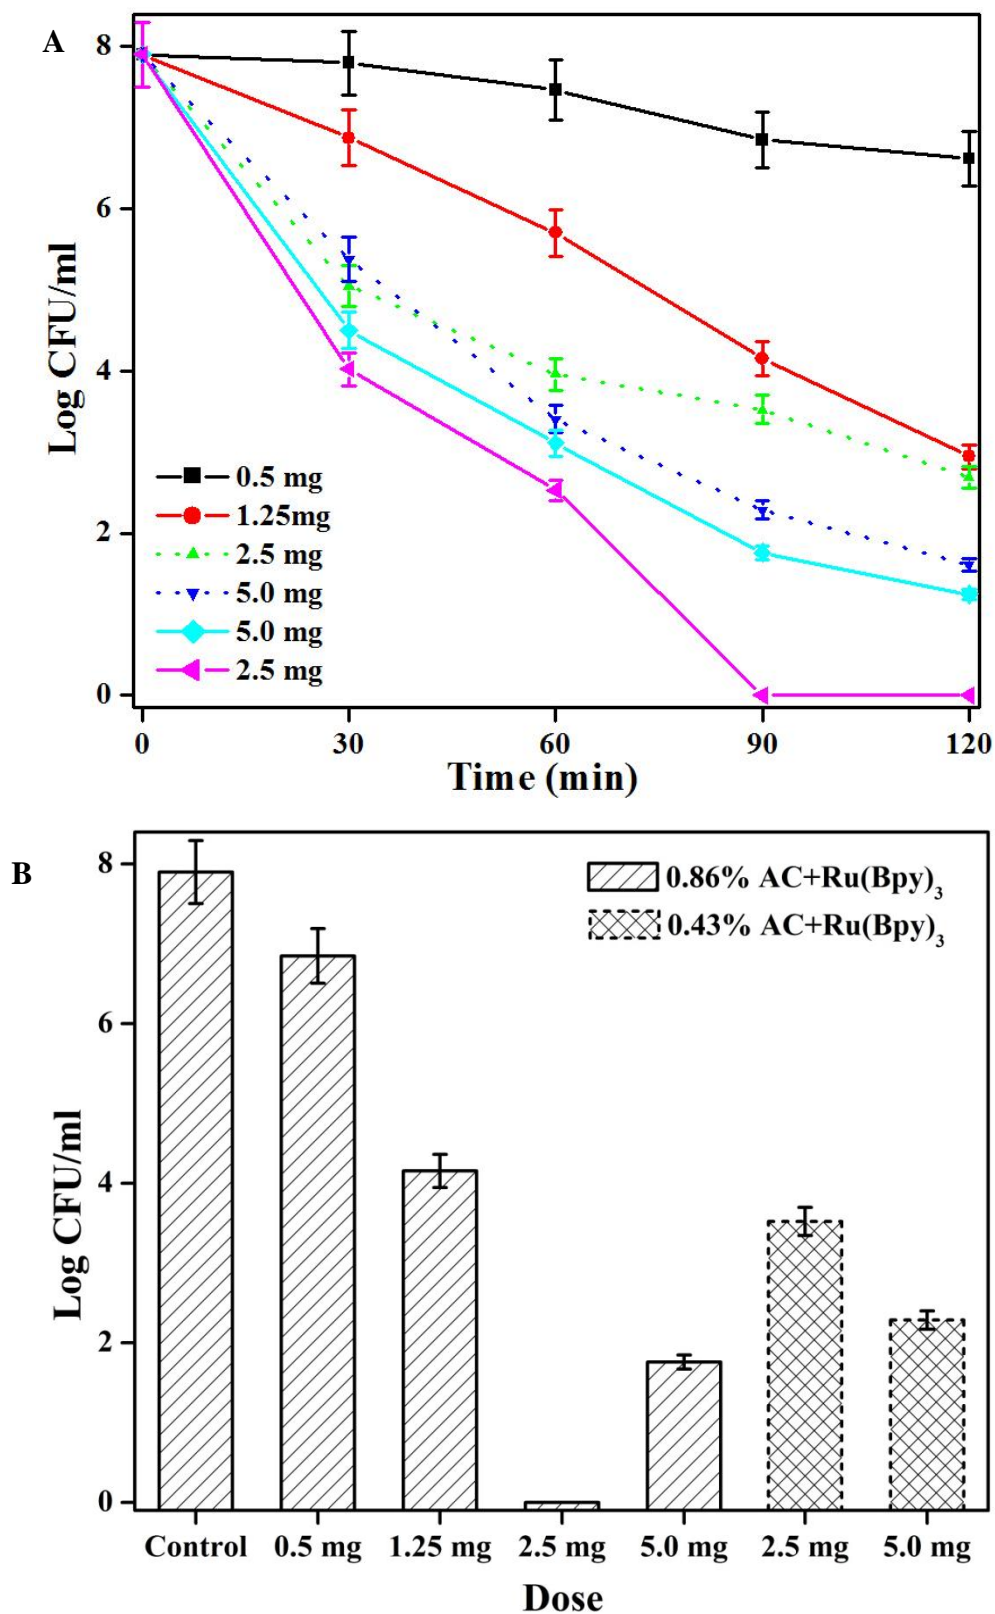 A
8
6
4
2
0
Log CFU/ml
0.5 mg
1.25mg
2.5 mg
5.0 mg
5.0 mg
2.5 mg
0 30 60 90 120
Time (min)
B
8
6
4
2
0
Log CFU/ml
0.86% AC+Ru(Bpy)3
0.43% AC+Ru(Bpy)3
Control 0.5 mg 1.25 mg 2.5 mg 5.0 mg 2.5 mg 5.0 mg
Dose